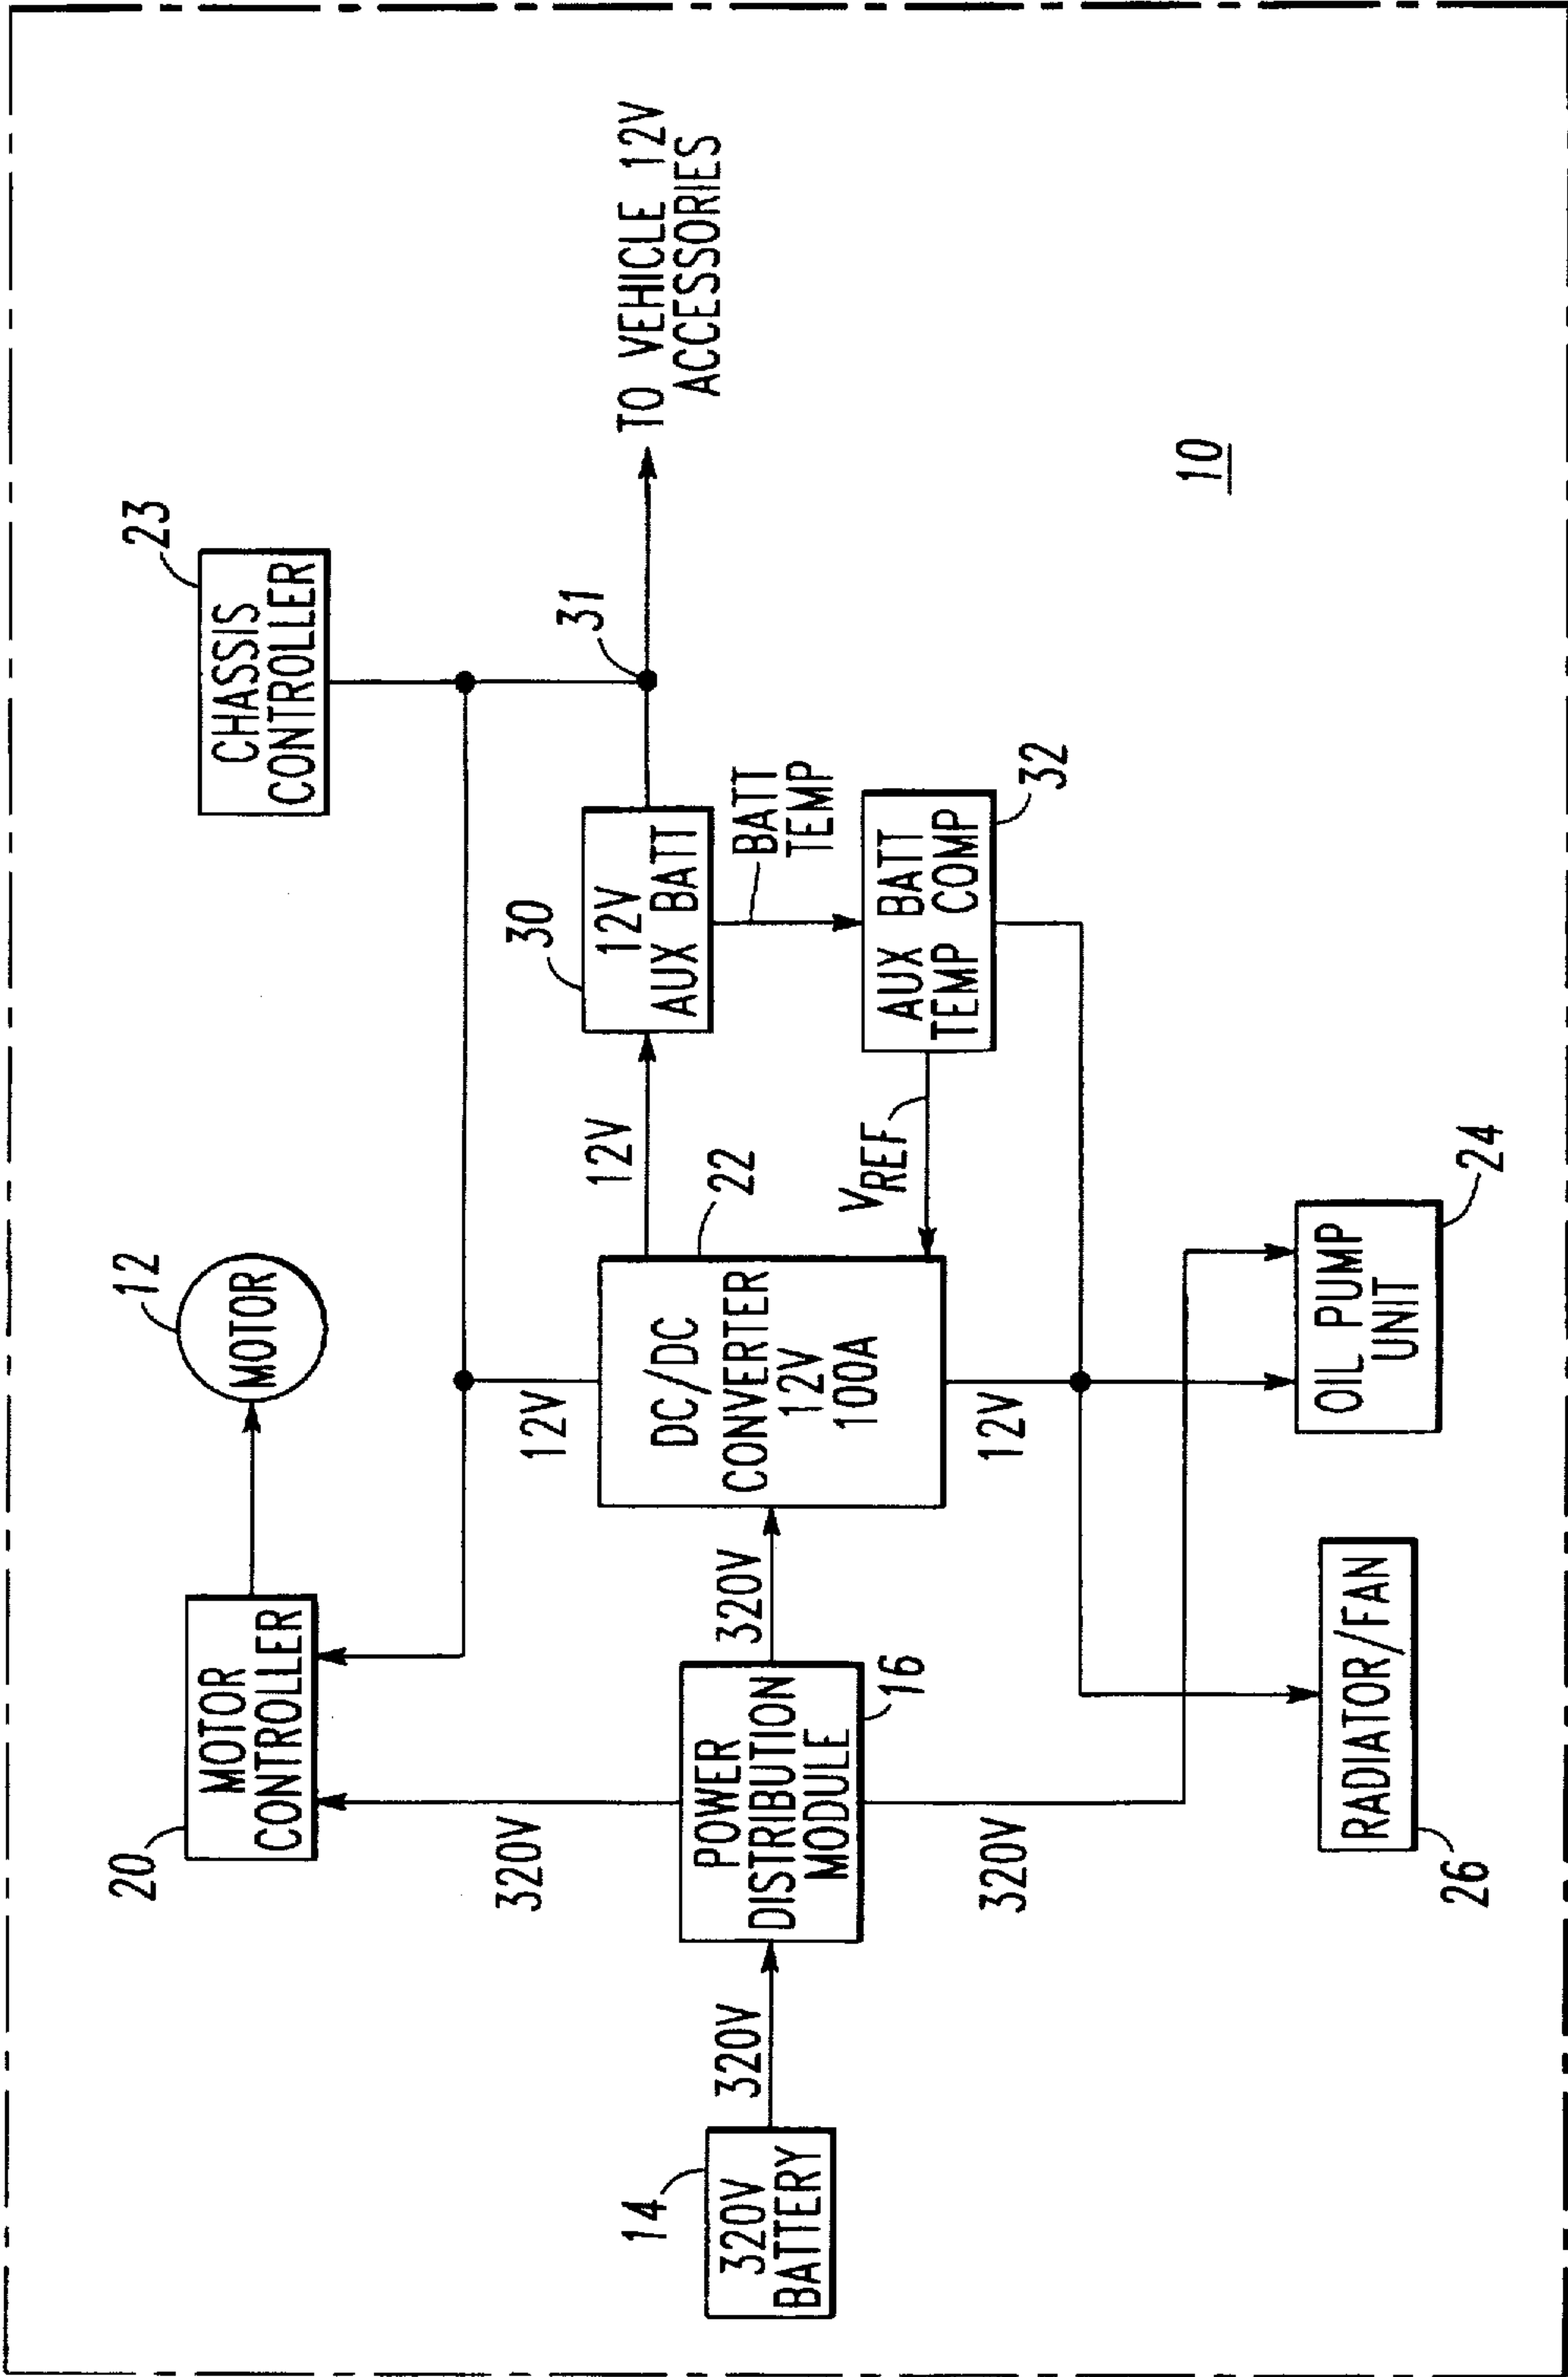 12
MOTOR
20
MOTOR
CONTROLLER
23
CHASSIS
CONTROLLER
320V
12V
12V
31
TO VEHICLE 12V
ACCESSORIES
30
12V
AUX BATT
14
320V
BATTERY
320V
POWER
DISTRIBUTION
MODULE
16
320V
22
DC/DC
CONVERTER
12V
100A
BATT
TEMP
VREF
AUX BATT
TEMP COMP
32
320V
12V
10
RADIATOR/FAN
26
OIL PUMP
UNIT
24